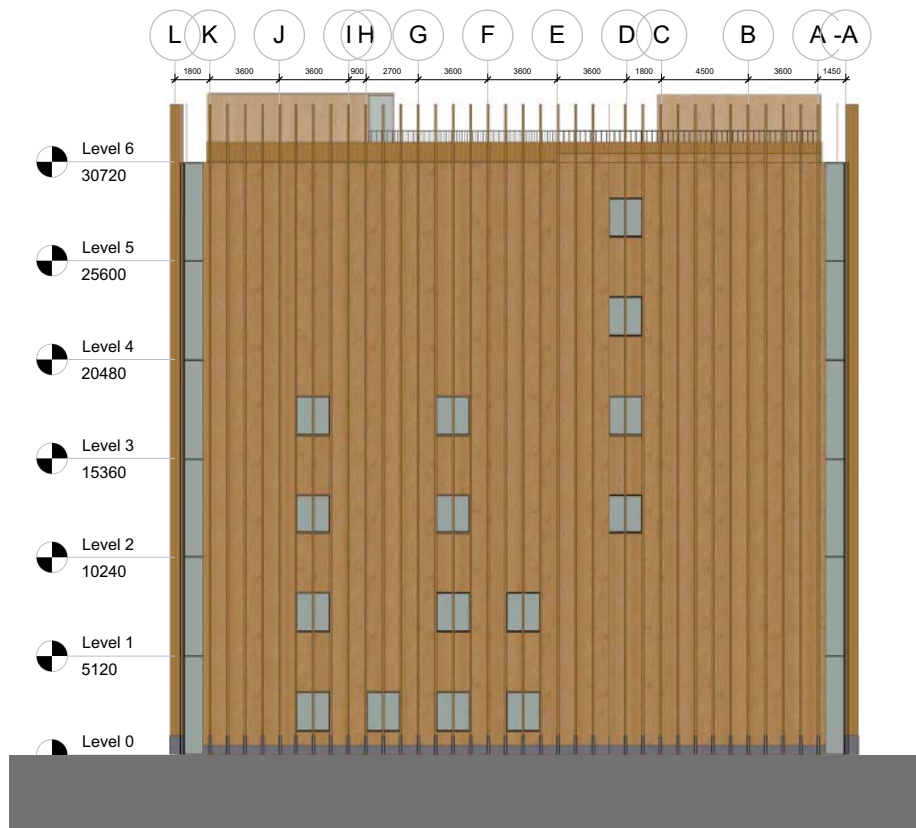 L K J I H G F E D C B A -A
1800 3600 3600 900 2700 3600 3600 3600 1800 4500 3600 1450
Level 6
30720
Level 5
25600
Level 4
20480
Level 3
15360
Level 2
10240
Level 1
5120
Level 0